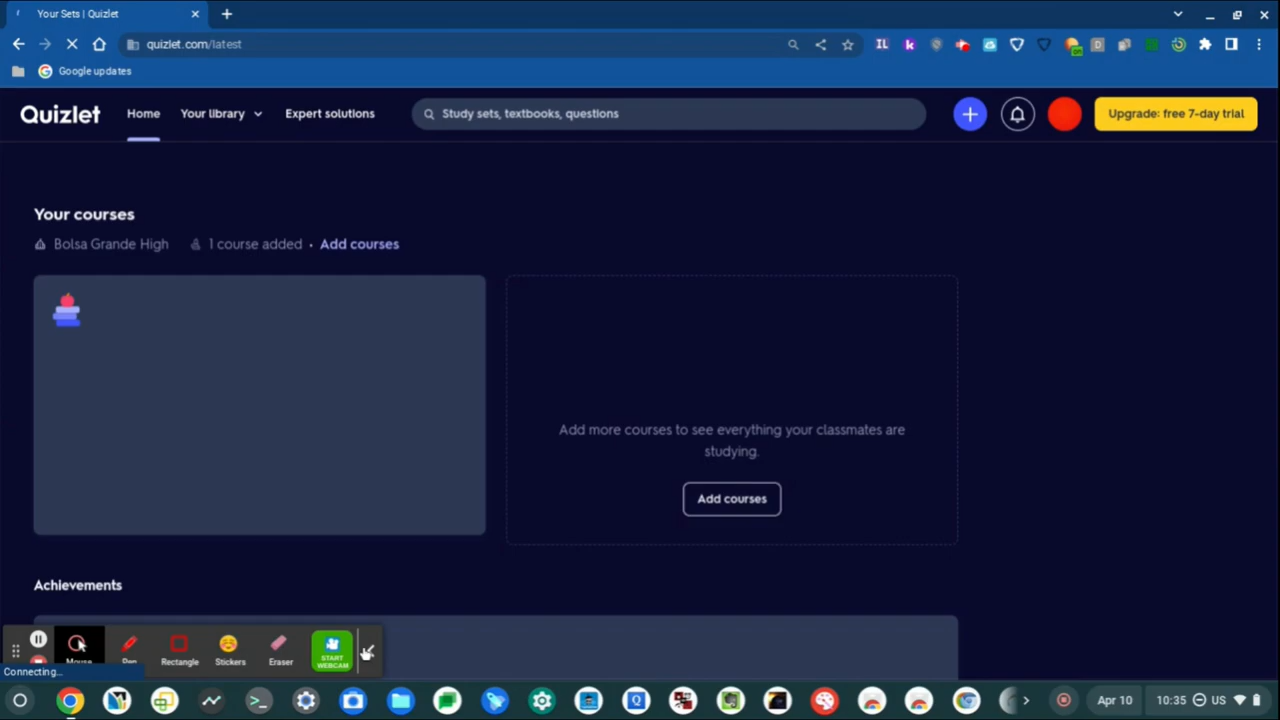 Your Sets | Quizlet
quizlet.com/latest
IL
k
D
Google updates
Quizlet
Home
Your library
Expert solutions
Study sets, textbooks, questions
Upgrade: free 7-day trial
Your courses
Bolsa Grande High
1 course added · Add courses
Add more courses to see everything your classmates are
studying.
Add courses
Achievements
Mouse
Rectangle
Stickers
Eraser
START
WEBCAM
Connecting...
Q
Apr 10
10:35
US